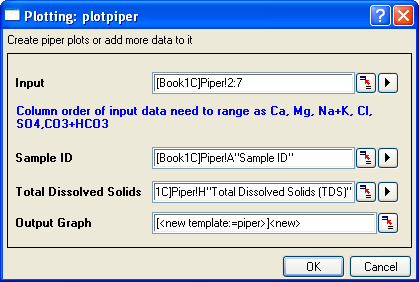 Plotting: plotpiper
Create piper plots or add more data to it
Input [Book1C]Piper!2:7
Column order of input data need to range as Ca, Mg, Na+K, Cl,
SO4,CO3+HCO3
Sample ID [Book1C]Piper!A"Sample ID"
Total Dissolved Solids 1C]Piper!H"Total Dissolved Solids (TDS)"
Output Graph [<new template:=piper>]<new>
OK Cancel